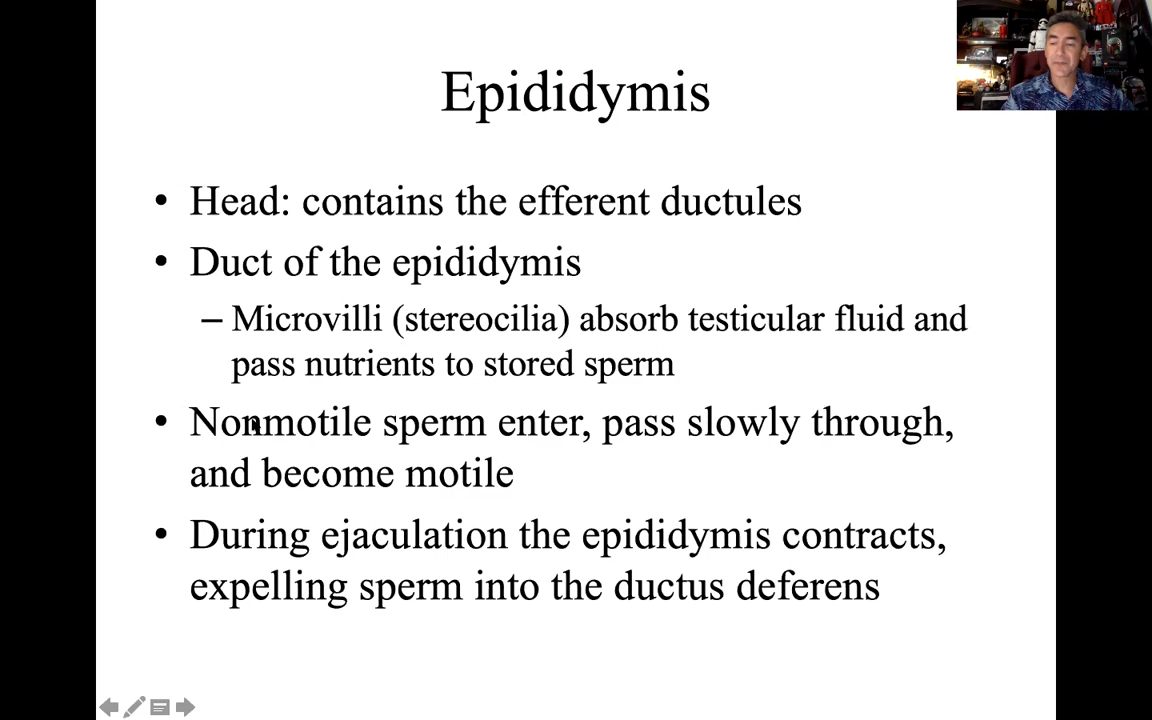 Epididymis
• Head: contains the efferent ductules
• Duct of the epididymis
– Microvilli (stereocilia) absorb testicular fluid and
pass nutrients to stored sperm
• Nonmotile sperm enter, pass slowly through,
and become motile
• During ejaculation the epididymis contracts,
expelling sperm into the ductus deferens